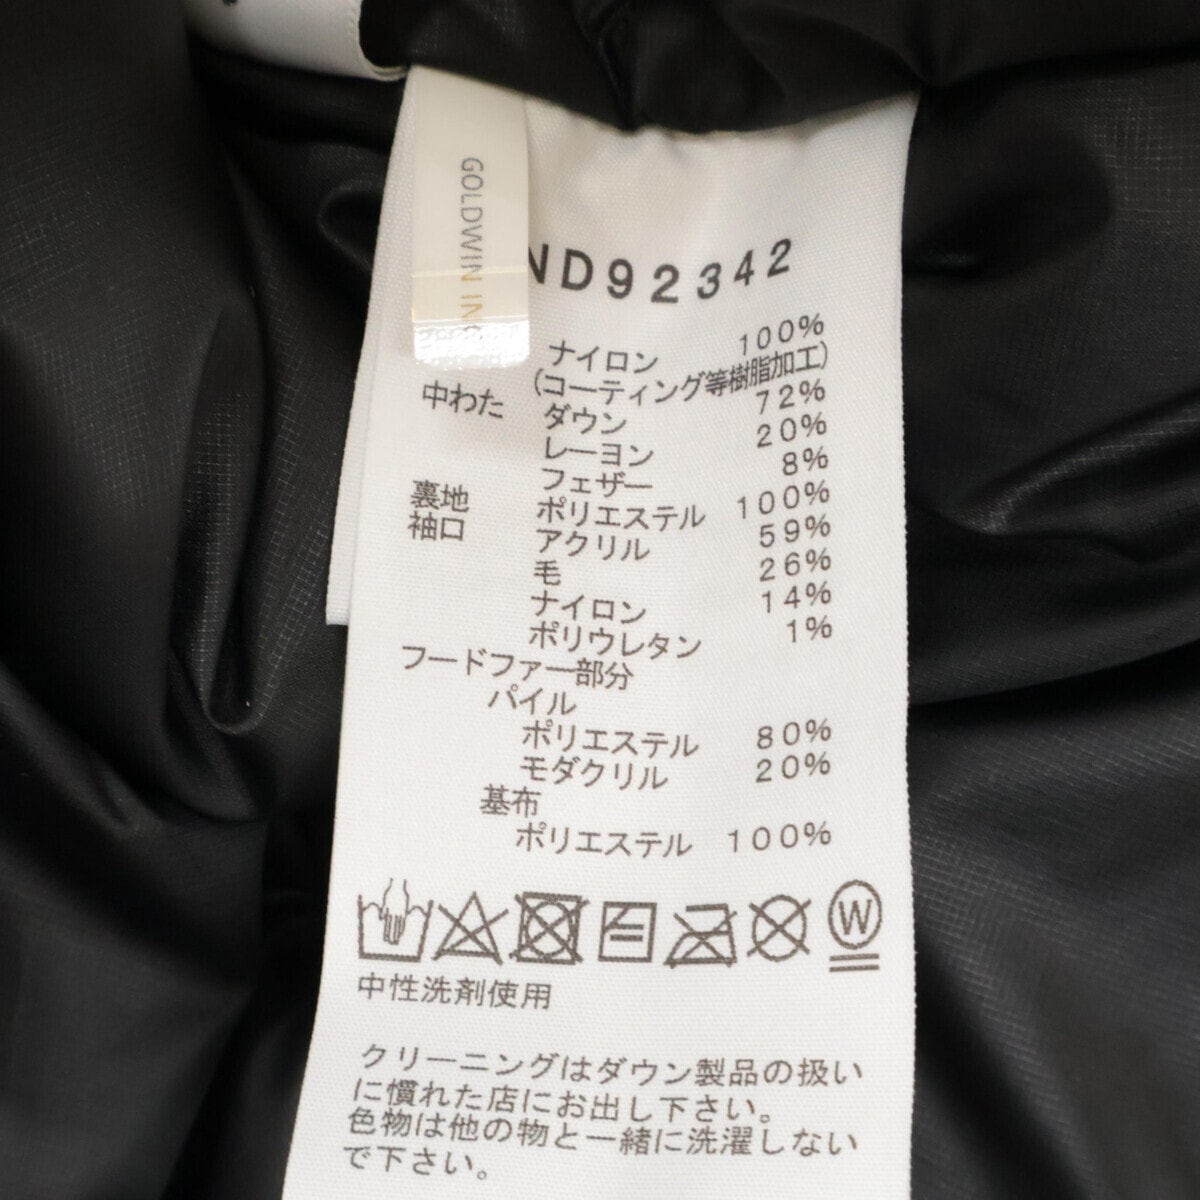 GOLDWIN INC
ND92342
ナイロン 100%
(コーティング等樹脂加工)
中わた ダウン 72%
レーヨン 20%
フェザー 8%
裏地 ポリエステル 100%
袖口 アクリル 59%
毛 26%
ナイロン 14%
ポリウレタン 1%
フードファー部分
パイル
ポリエステル 80%
モダクリル 20%
基布
ポリエステル 100%
W
中性洗剤使用
クリーニングはダウン製品の扱い
に慣れた店にお出し下さい。
色物は他の物と一緒に洗濯しない
で下さい。